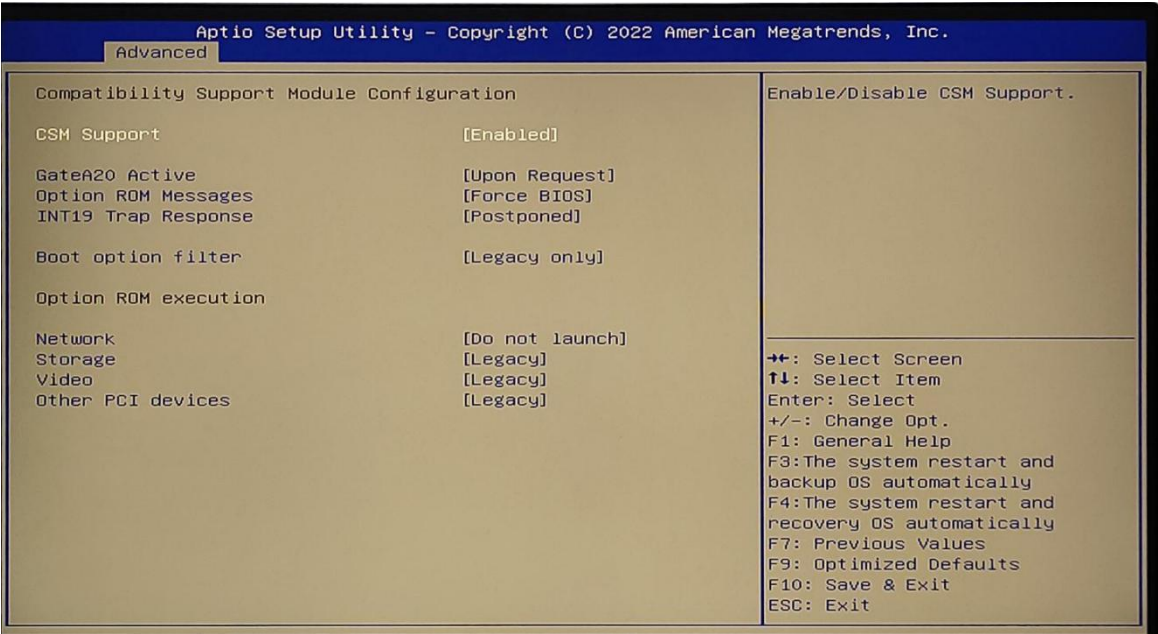 Aptio Setup Utility – Copyright (C) 2022 American Megatrends, Inc.
Advanced
Compatibility Support Module Configuration
CSM Support [Enabled]
GateA20 Active [Upon Request]
Option ROM Messages [Force BIOS]
INT19 Trap Response [Postponed]
Boot option filter [Legacy only]
Option ROM execution
Network [Do not launch]
Storage [Legacy]
Video [Legacy]
Other PCI devices [Legacy]
Enable/Disable CSM Support.
→←: Select Screen
↑↓: Select Item
Enter: Select
+/-: Change Opt.
F1: General Help
F3:The system restart and
backup OS automatically
F4:The system restart and
recovery OS automatically
F7: Previous Values
F9: Optimized Defaults
F10: Save & Exit
ESC: Exit